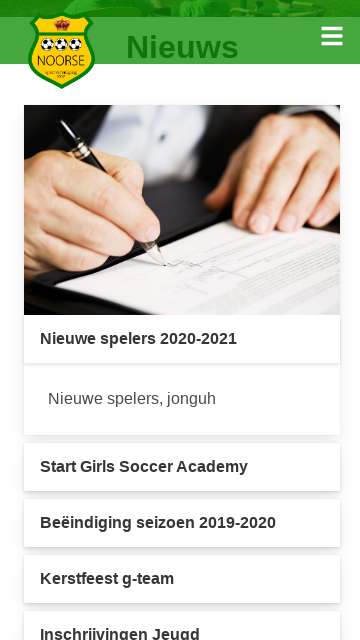 NOORSE
Nieuws
Nieuwe spelers 2020-2021
Nieuwe spelers, jonguh
Start Girls Soccer Academy
Beëindiging seizoen 2019-2020
Kerstfeest g-team
Inschrijvingen Jeugd